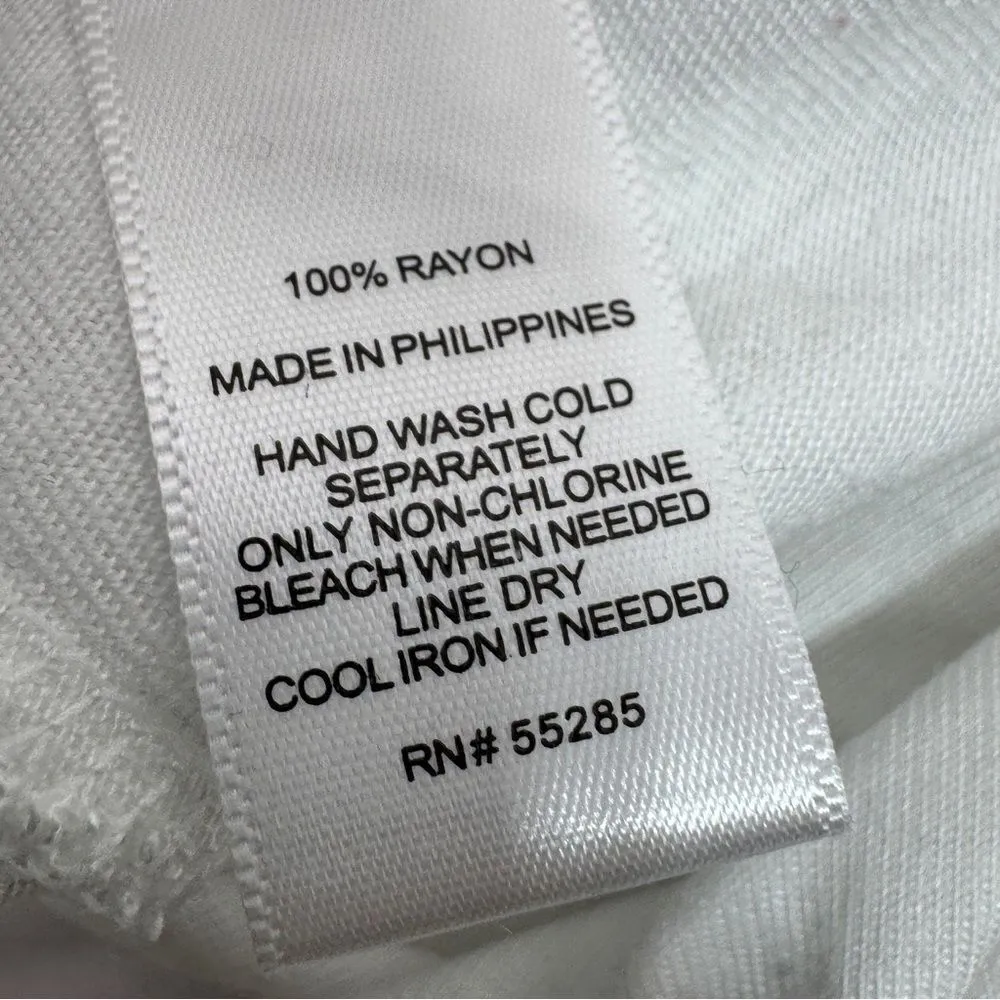 100% RAYON
MADE IN PHILIPPINES
HAND WASH COLD
SEPARATELY
ONLY NON-CHLORINE
BLEACH WHEN NEEDED
LINE DRY
COOL IRON IF NEEDED
RN# 55285